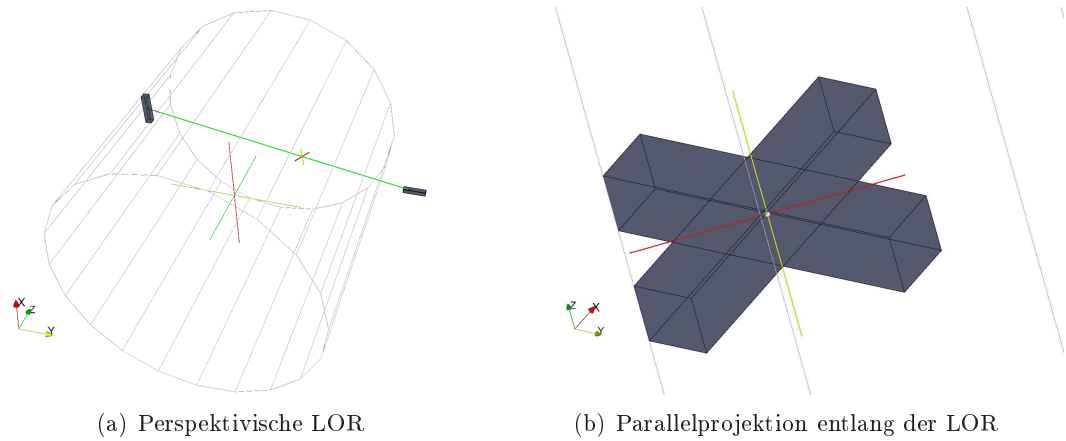 X
Z
Y
Z
X
Y
(a) Perspektivische LOR
(b) Parallelprojektion entlang der LOR